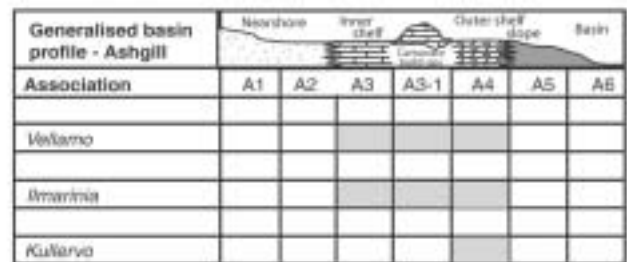 Generalised basin
profile - Ashgill
Nearshore
Inner
shelf
Outer shelf
slope
Basin
Association A1 A2 A3 A3-1 A4 A5 A6
Vellamo
Ilmarinia
Kullervo